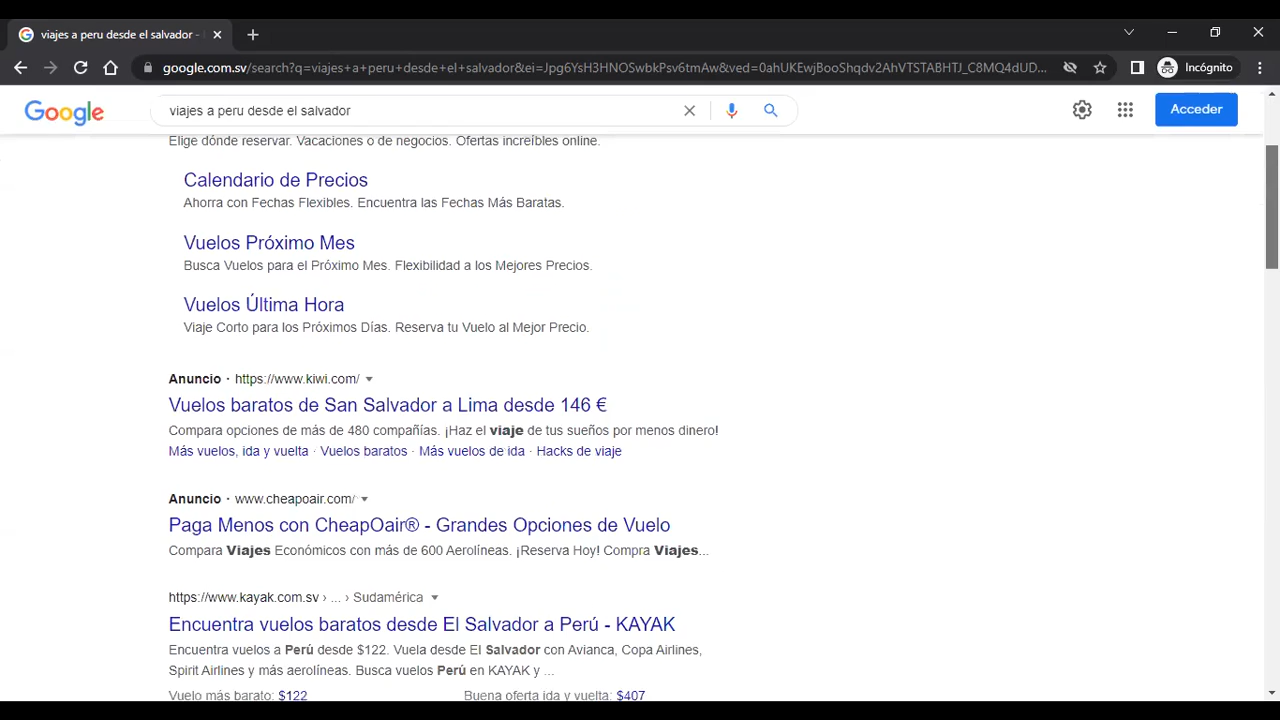 viajes a peru desde el salvador -
google.com.sv/search?q=viajes+a+peru+desde+el+salvador&ei=Jpg6YsH3HNOSwbkPsv6tmAw&ved=0ahUKEwjBooShqdv2AhVTSTABHTJ_C8MQ4dUD...
Incógnito
Google
viajes a peru desde el salvador
Acceder
Elige dónde reservar. Vacaciones o de negocios. Ofertas increíbles online.
Calendario de Precios
Ahora con Fechas Flexibles. Encuentra las Fechas Más Baratas.
Vuelos Próximo Mes
Busca Vuelos para el Próximo Mes. Flexibilidad a los Mejores Precios.
Vuelos Última Hora
Viaje Corto para los Próximos Días. Reserva tu Vuelo al Mejor Precio.
Anuncio · https://www.kiwi.com/
Vuelos baratos de San Salvador a Lima desde 146 €
Compara opciones de más de 480 compañías. ¡Haz el viaje de tus sueños por menos dinero!
Más vuelos, ida y vuelta · Vuelos baratos · Más vuelos de ida · Hacks de viaje
Anuncio · www.cheapoair.com/
Paga Menos con CheapOair® - Grandes Opciones de Vuelo
Compara Viajes Económicos con más de 600 Aerolíneas. ¡Reserva Hoy! Compra Viajes...
https://www.kayak.com.sv › ... › Sudamérica
Encuentra vuelos baratos desde El Salvador a Perú - KAYAK
Encuentra vuelos a Perú desde $122. Vuela desde El Salvador con Avianca, Copa Airlines,
Spirit Airlines y más aerolíneas. Busca vuelos Perú en KAYAK y ...
Vuelo más barato: $122 Buena oferta ida y vuelta: $407